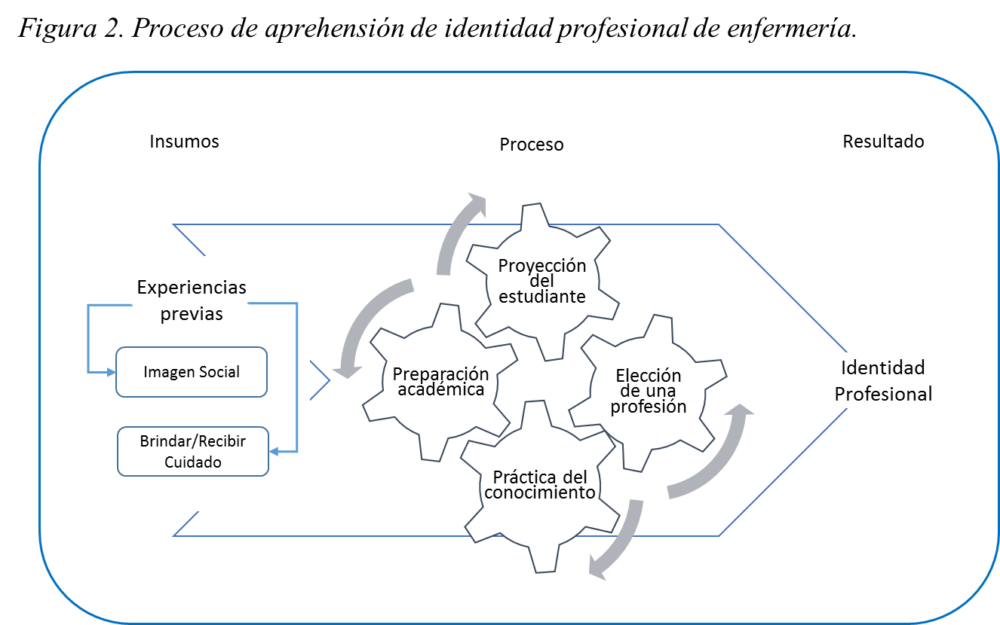 Figura 2. Proceso de aprehensión de identidad profesional de enfermería.
Insumos
Proceso
Resultado
Experiencias
previas
Imagen Social
Brindar/Recibir
Cuidado
Proyección
del
estudiante
Preparación
académica
Elección
de una
profesión
Práctica del
conocimiento
Identidad
Profesional